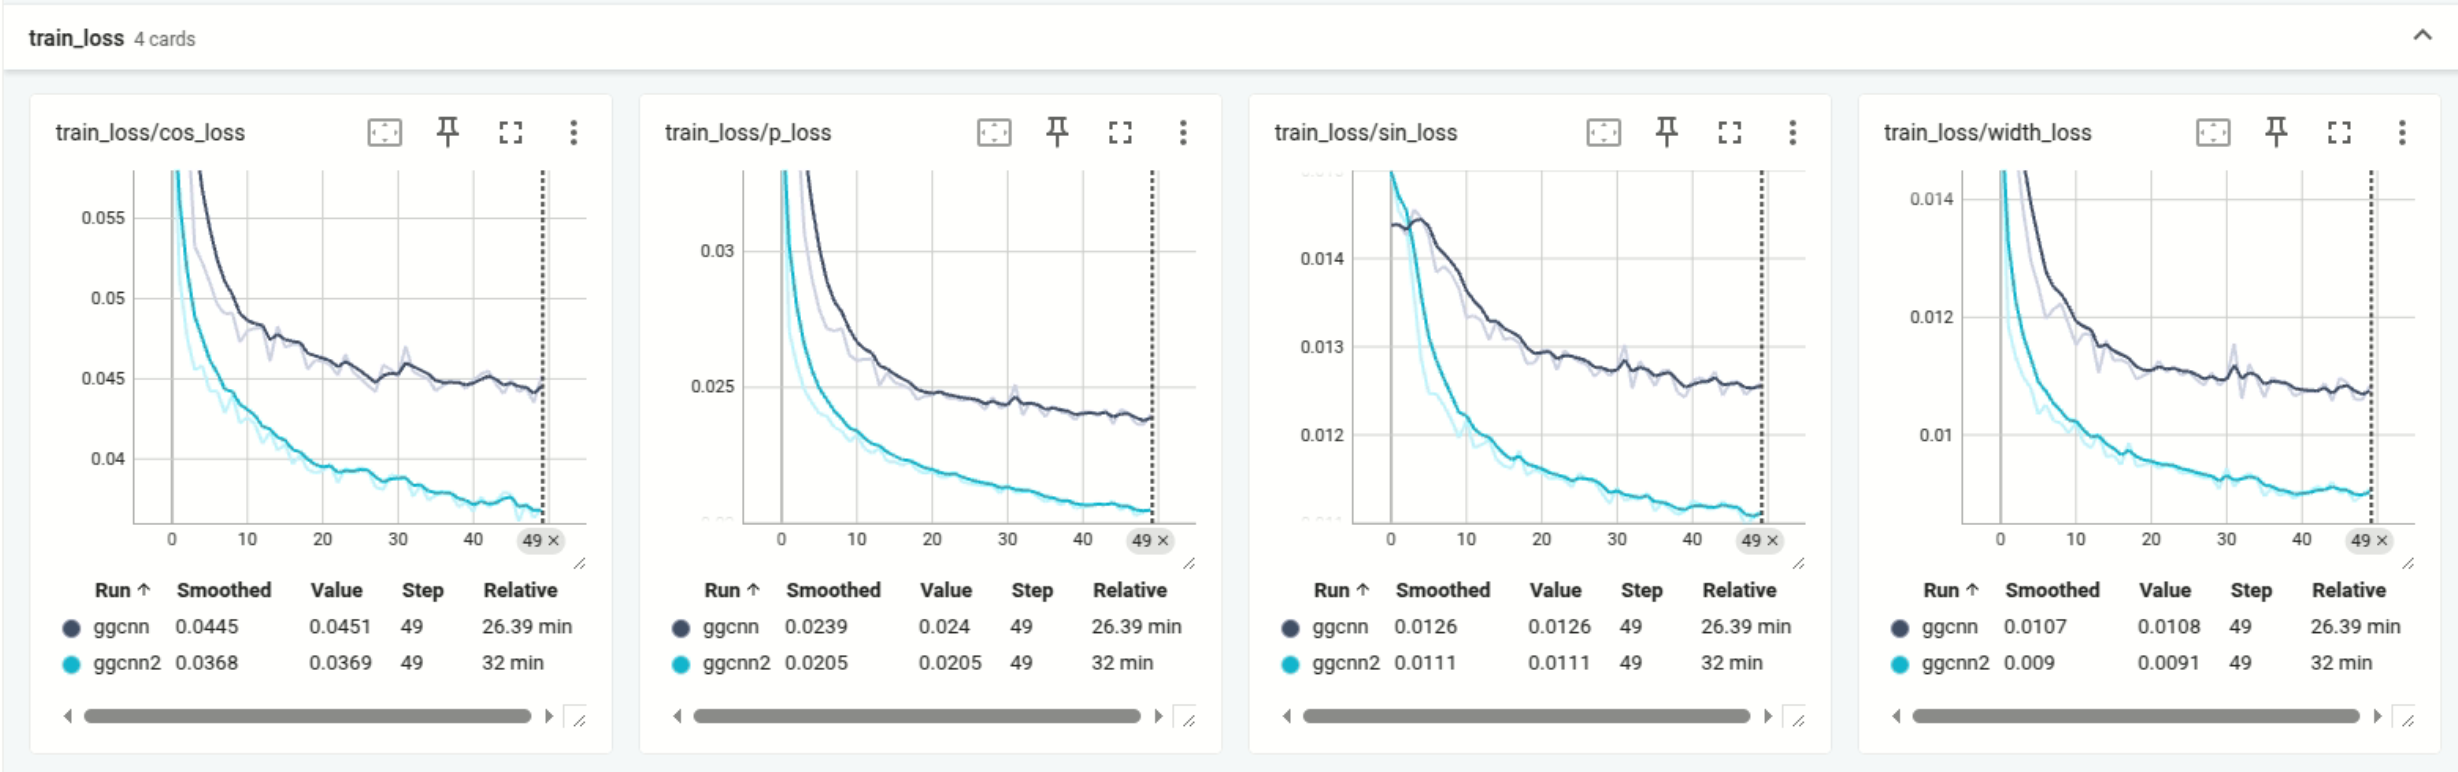 train_loss 4 cards
train_loss/cos_loss
0.055
0.05
0.045
0.04
0 10 20 30 40 49 ×
Run ↑ Smoothed Value Step Relative
ggcnn 0.0445 0.0451 49 26.39 min
ggcnn2 0.0368 0.0369 49 32 min
train_loss/p_loss
0.03
0.025
0 10 20 30 40 49 ×
Run ↑ Smoothed Value Step Relative
ggcnn 0.0239 0.024 49 26.39 min
ggcnn2 0.0205 0.0205 49 32 min
train_loss/sin_loss
0.014
0.013
0.012
0 10 20 30 40 49 ×
Run ↑ Smoothed Value Step Relative
ggcnn 0.0126 0.0126 49 26.39 min
ggcnn2 0.0111 0.0111 49 32 min
train_loss/width_loss
0.014
0.012
0.01
0 10 20 30 40 49 ×
Run ↑ Smoothed Value Step Relative
ggcnn 0.0107 0.0108 49 26.39 min
ggcnn2 0.009 0.0091 49 32 min